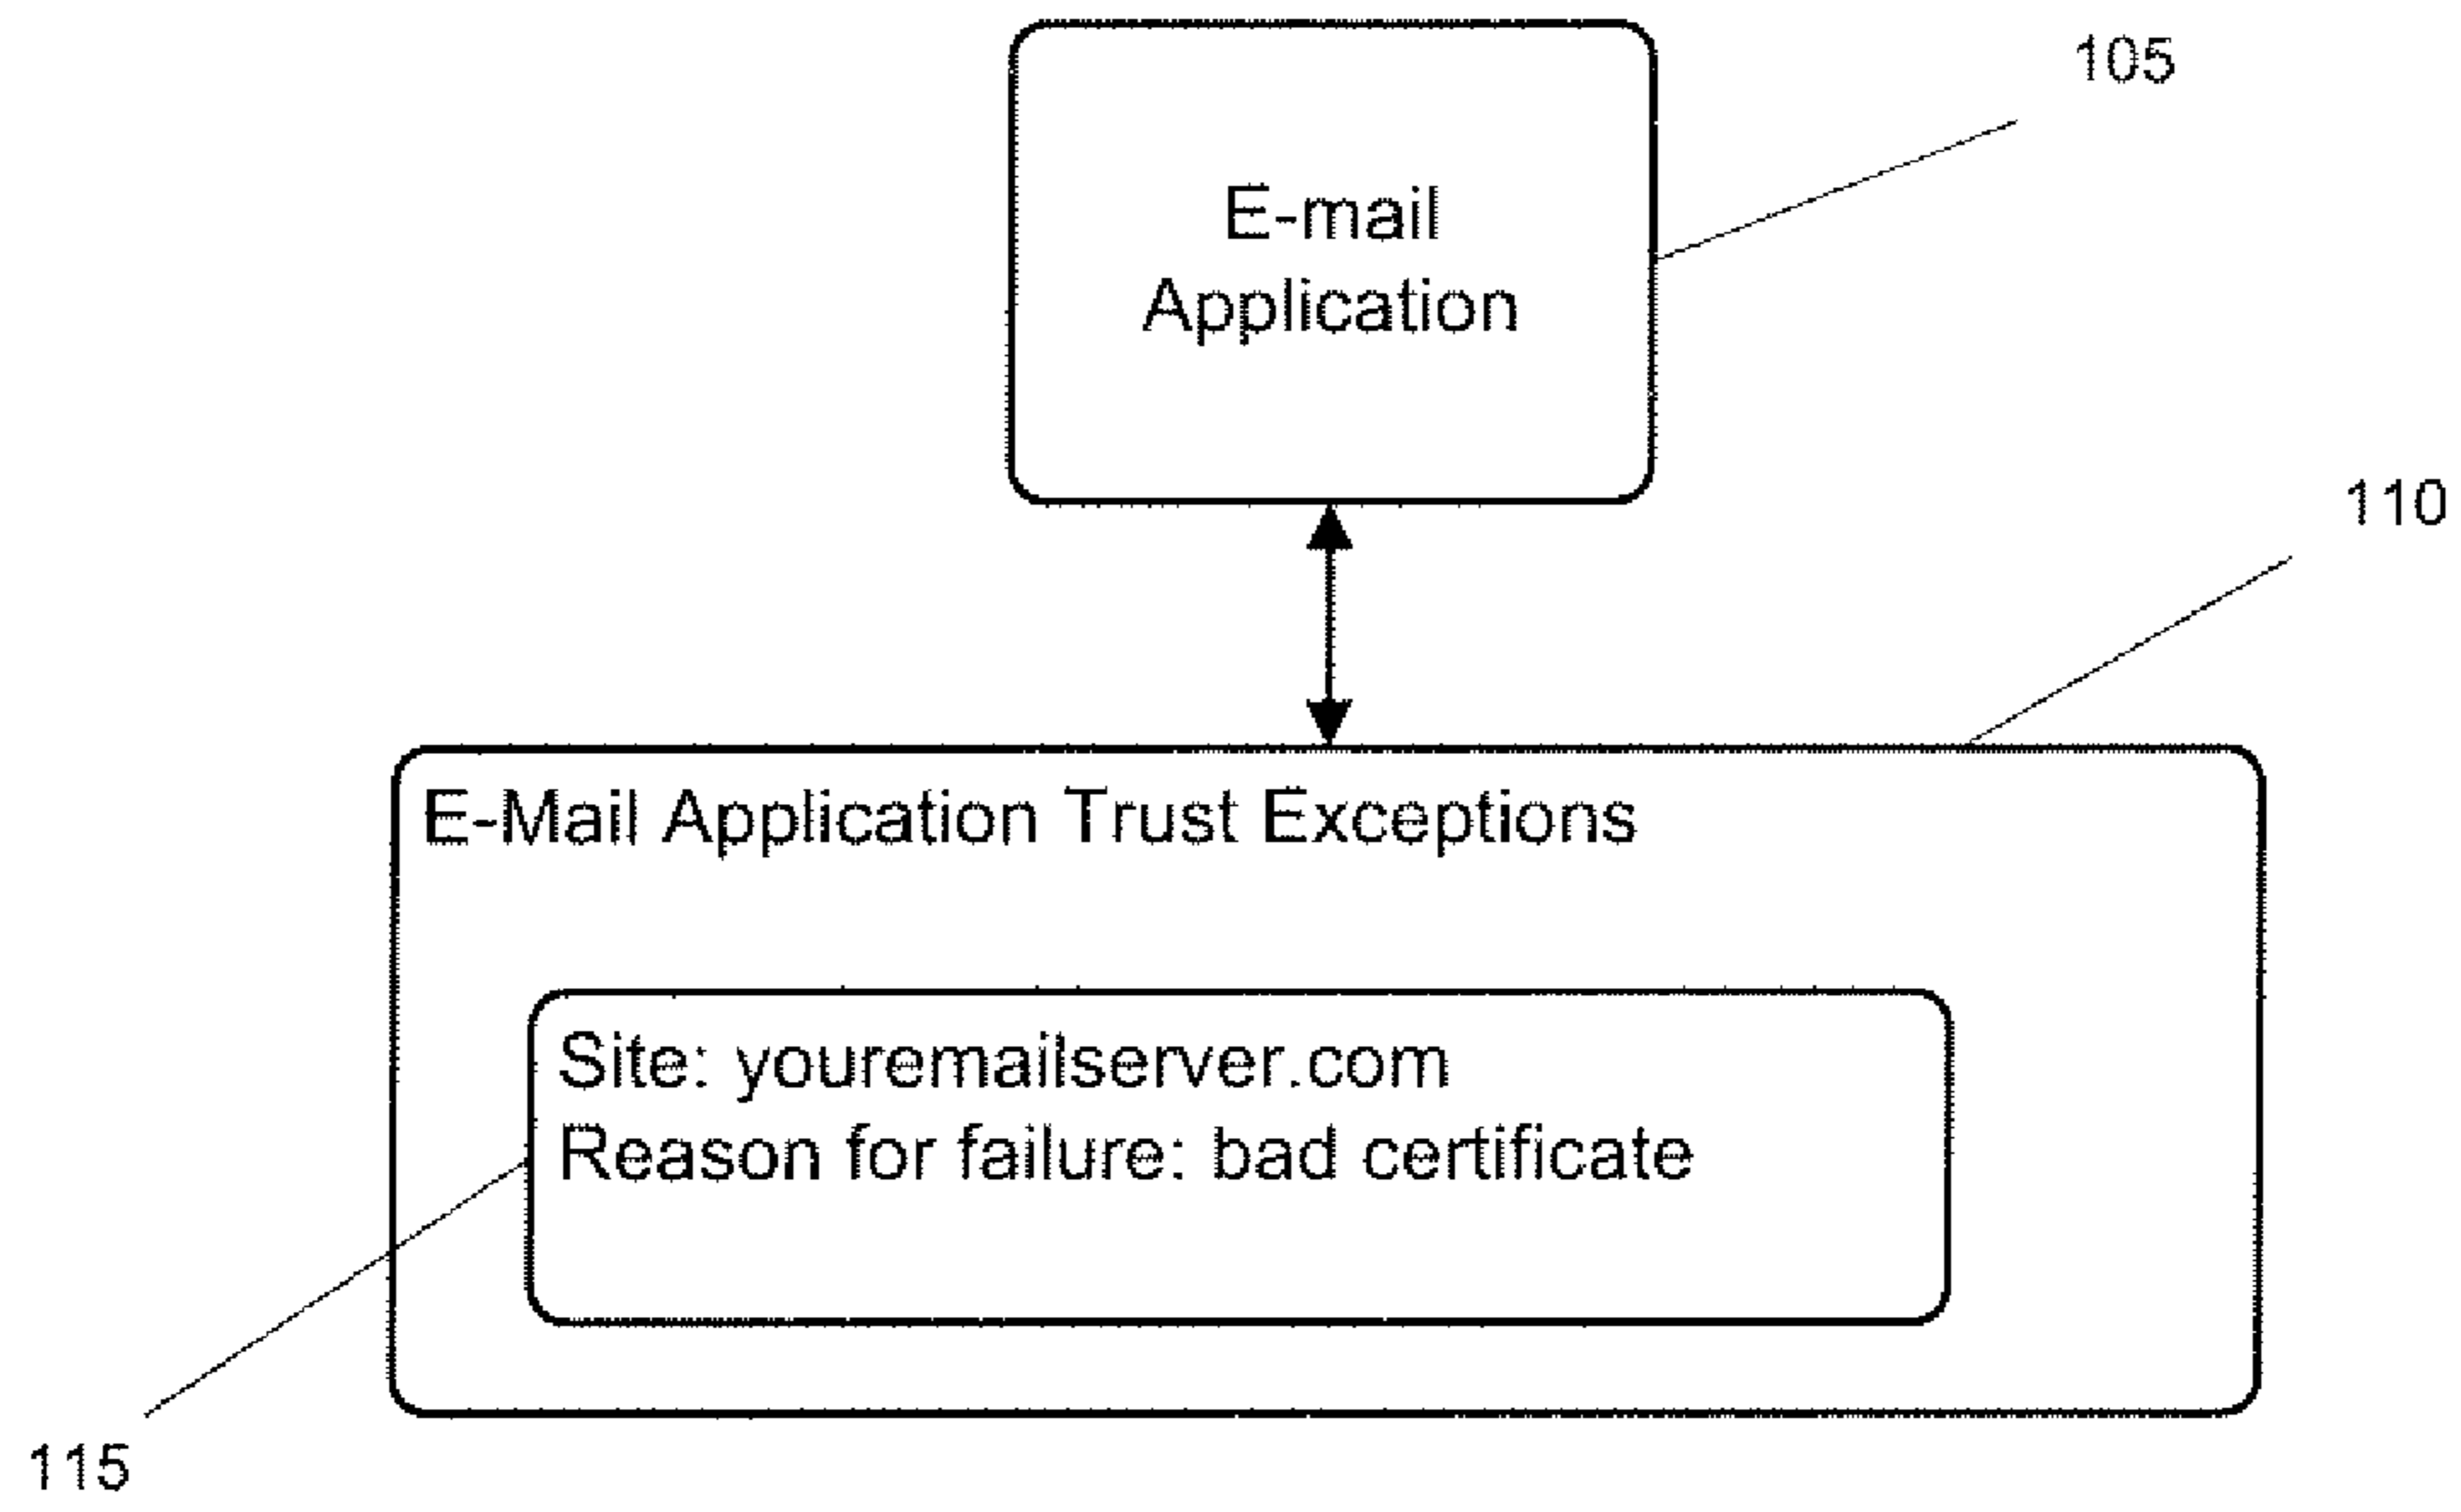 105
E-mail
Application
110
E-Mail Application Trust Exceptions
Site: youremailserver.com
Reason for failure: bad certificate
115